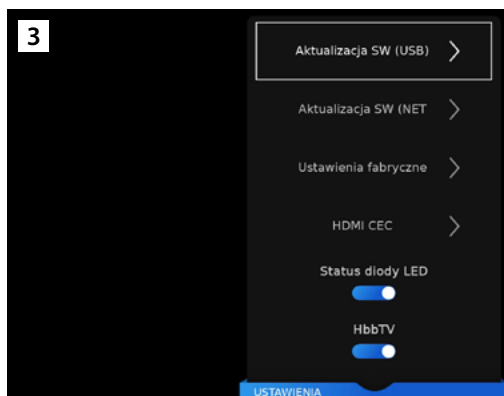 3
Aktualizacja SW (USB)
Aktualizacja SW (NET
Ustawienia fabryczne
HDMI CEC
Status diody LED
HbbTV
USTAWIENIA